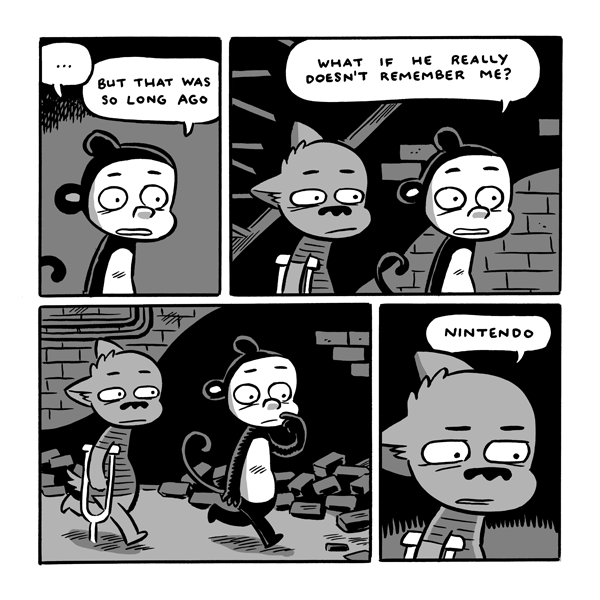 ...
BUT THAT WAS
SO LONG AGO
WHAT IF HE REALLY
DOESN'T REMEMBER ME?
NINTENDO